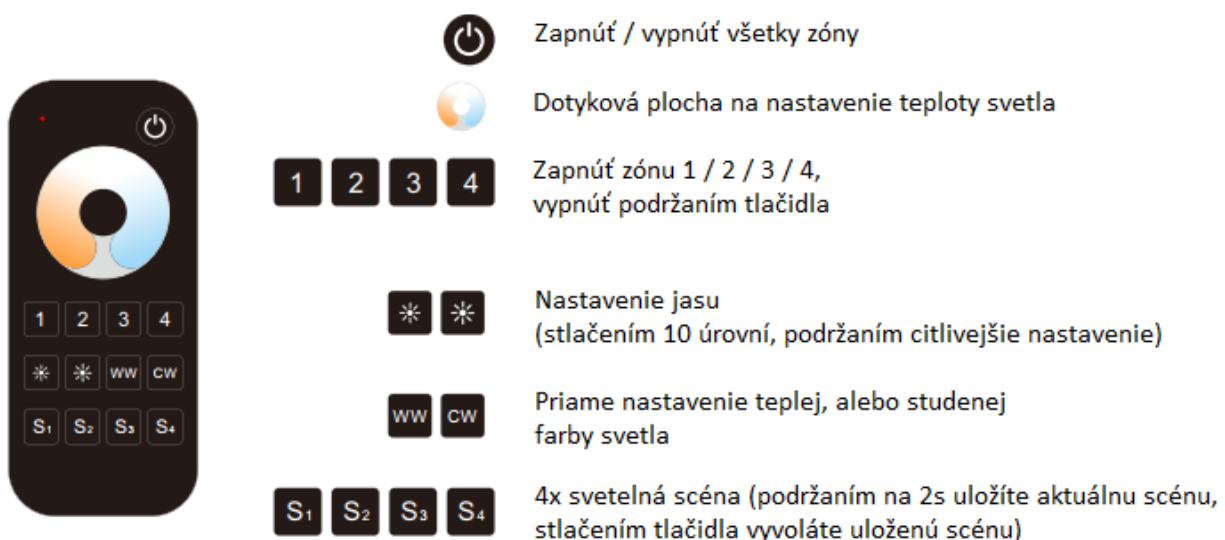 Zapnúť / vypnúť všetky zóny
Dotyková plocha na nastavenie teploty svetla
1 2 3 4
Zapnúť zónu 1 / 2 / 3 / 4,
vypnúť podržaním tlačidla
Nastavenie jasu
(stlačením 10 úrovní, podržaním citlivejšie nastavenie)
WW CW
Priame nastavenie teplej, alebo studenej
farby svetla
S1 S2 S3 S4
4x svetelná scéna (podržaním na 2s uložíte aktuálnu scénu,
stlačením tlačidla vyvoláte uloženú scénu)
1 2 3 4
WW CW
S1 S2 S3 S4